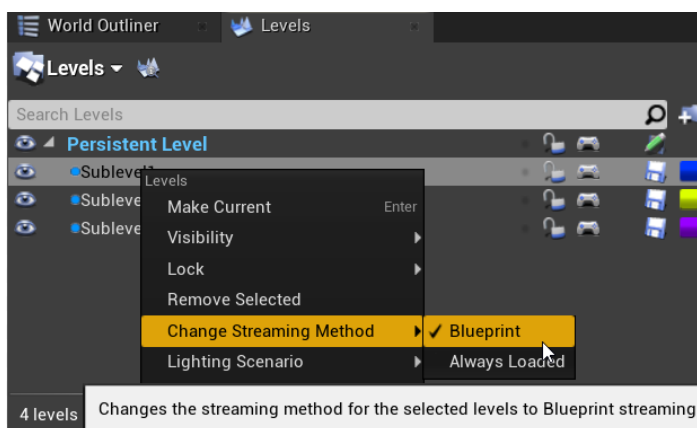 World Outliner
Levels
Levels
Search Levels
Persistent Level
Sublevel1
Levels
Subleve
Make Current Enter
Subleve
Visibility
Lock
Remove Selected
Change Streaming Method
Blueprint
Lighting Scenario
Always Loaded
4 levels
Changes the streaming method for the selected levels to Blueprint streaming